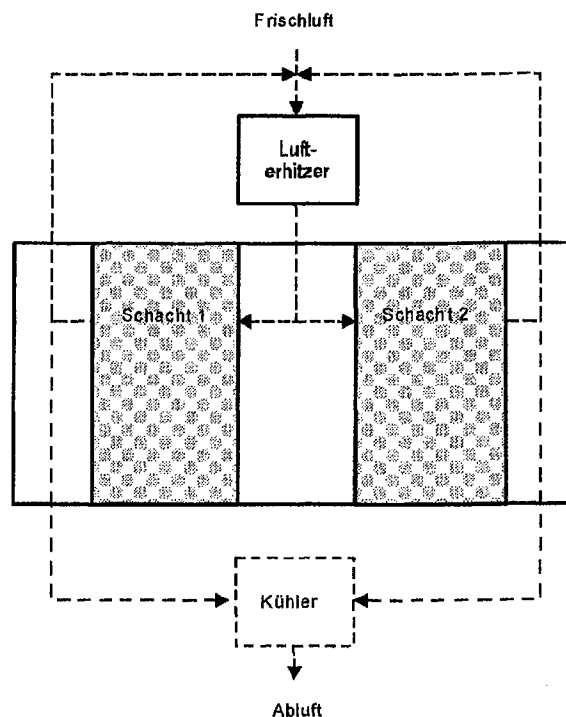 Frischluft
Luft-
erhitzer
Schacht 1
Schacht 2
Kühler
Abluft